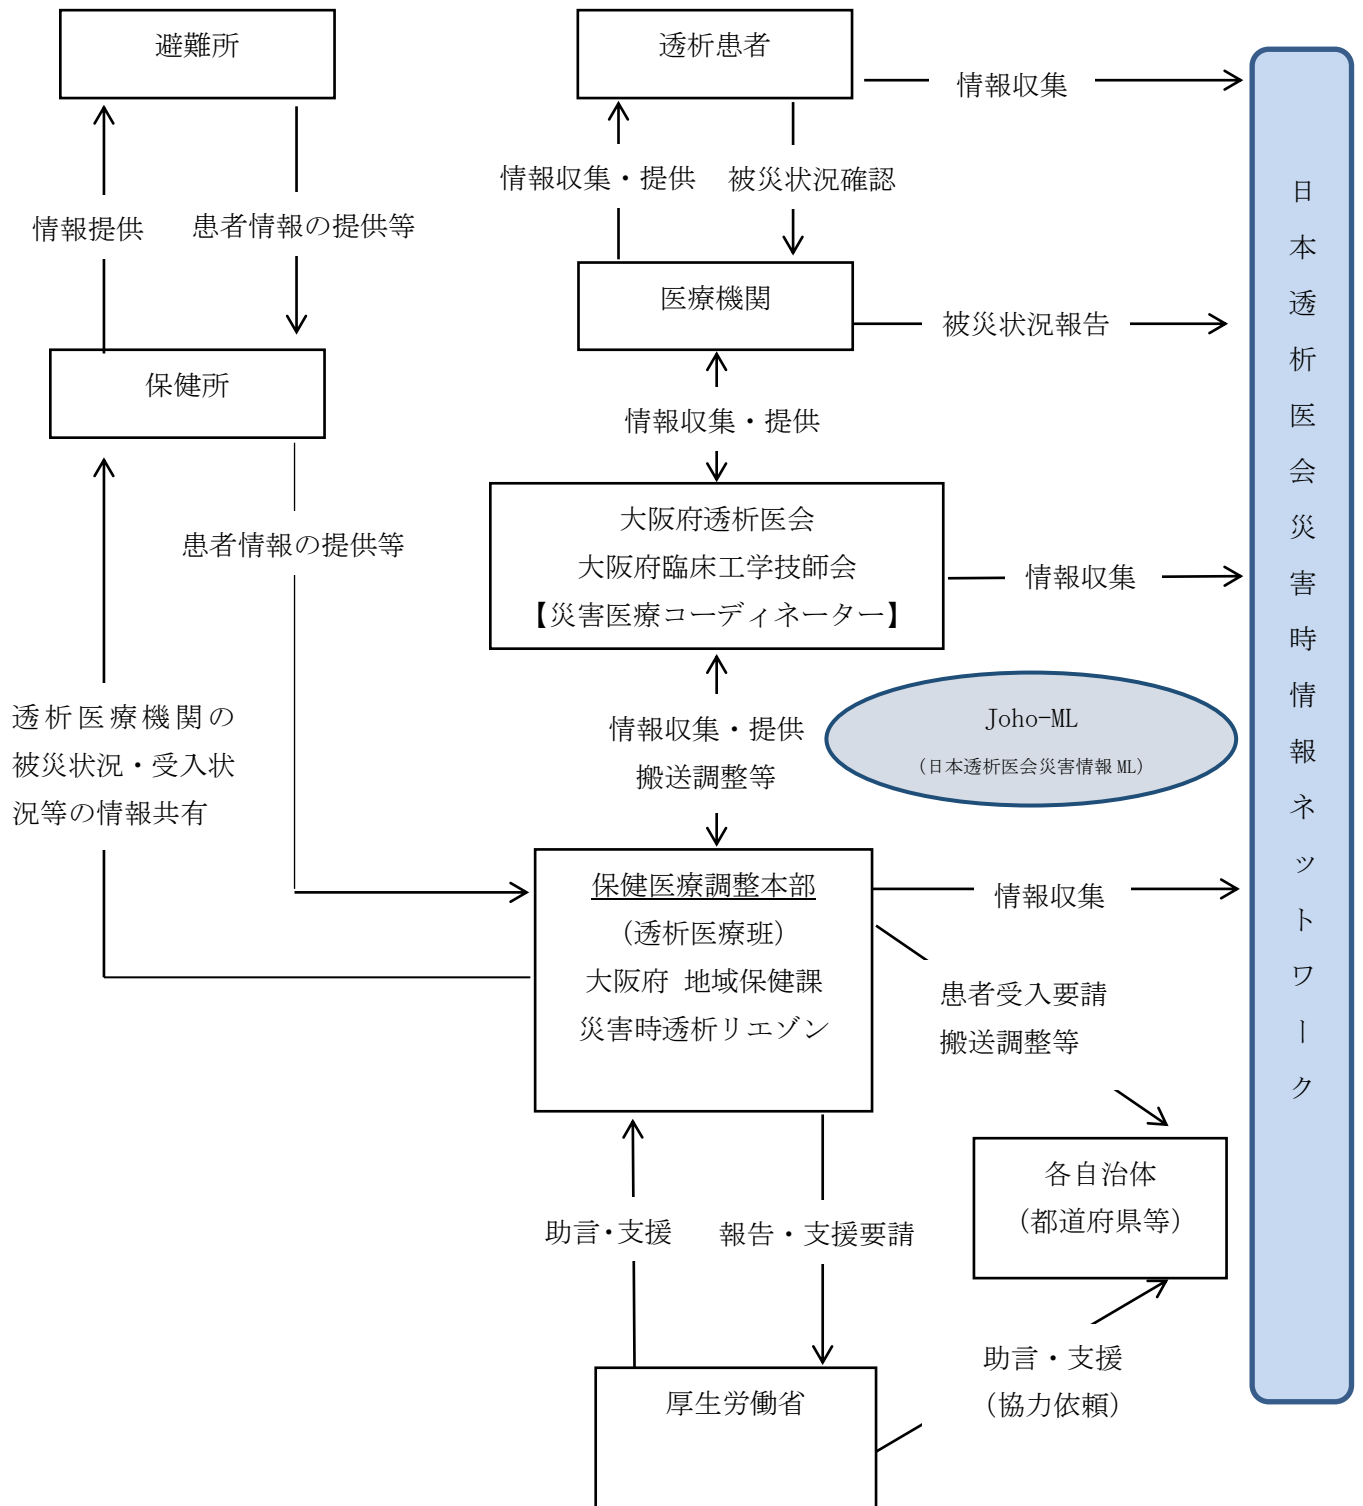 避難所
透析患者
情報収集
情報収集・提供
被災状況確認
情報提供
患者情報の提供等
医療機関
被災状況報告
保健所
情報収集・提供
大阪府透析医会
大阪府臨床工学技師会
【災害医療コーディネーター】
情報収集
患者情報の提供等
透析医療機関の
被災状況・受入状
況等の情報共有
情報収集・提供
搬送調整等
Joho-ML
（日本透析医会災害情報 ML）
保健医療調整本部
（透析医療班）
大阪府 地域保健課
災害時透析リエゾン
情報収集
患者受入要請
搬送調整等
各自治体
（都道府県等）
助言・支援
報告・支援要請
厚生労働省
助言・支援
（協力依頼）
日本透析医会災害時情報ネットワーク